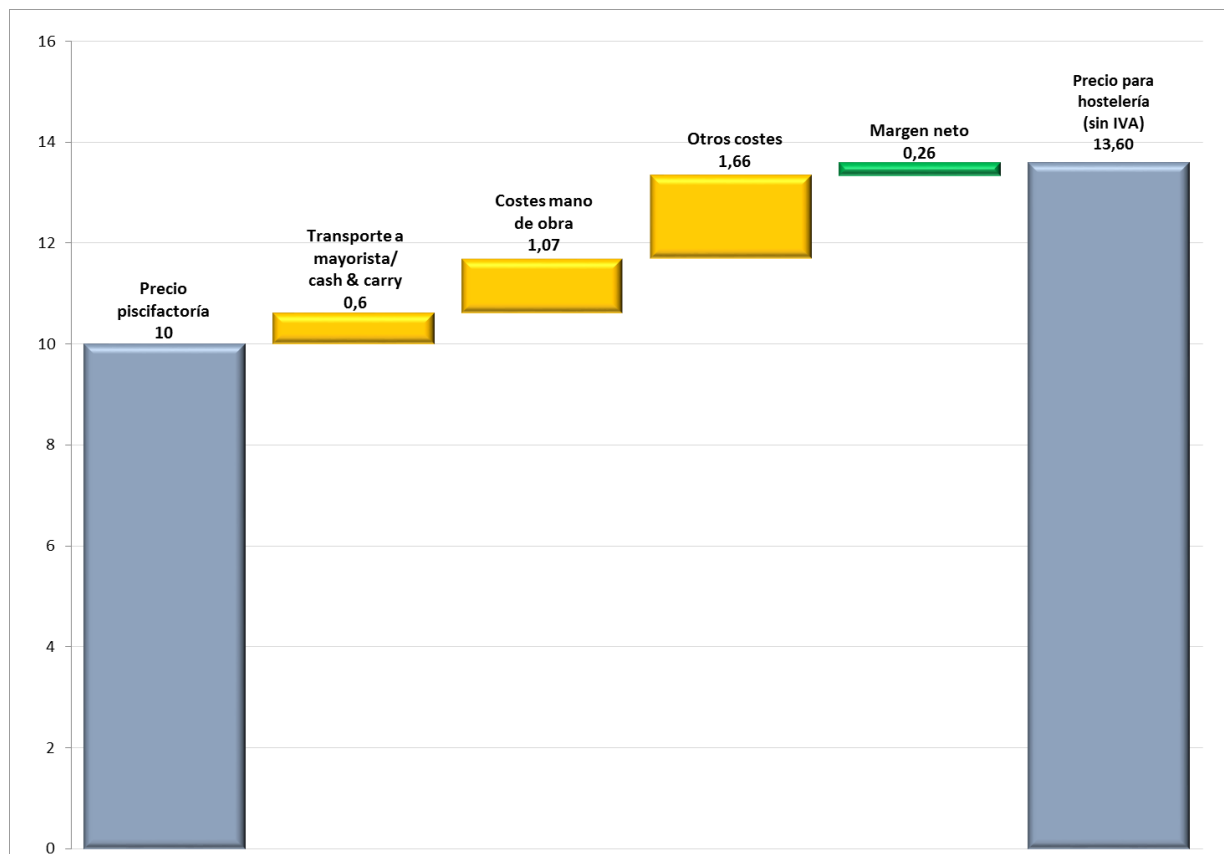 16
14
12
10
8
6
4
2
0
Precio
piscifactoría
10
Transporte a
mayorista/
cash & carry
0,6
Costes mano
de obra
1,07
Otros costes
1,66
Margen neto
0,26
Precio para
hostelería
(sin IVA)
13,60